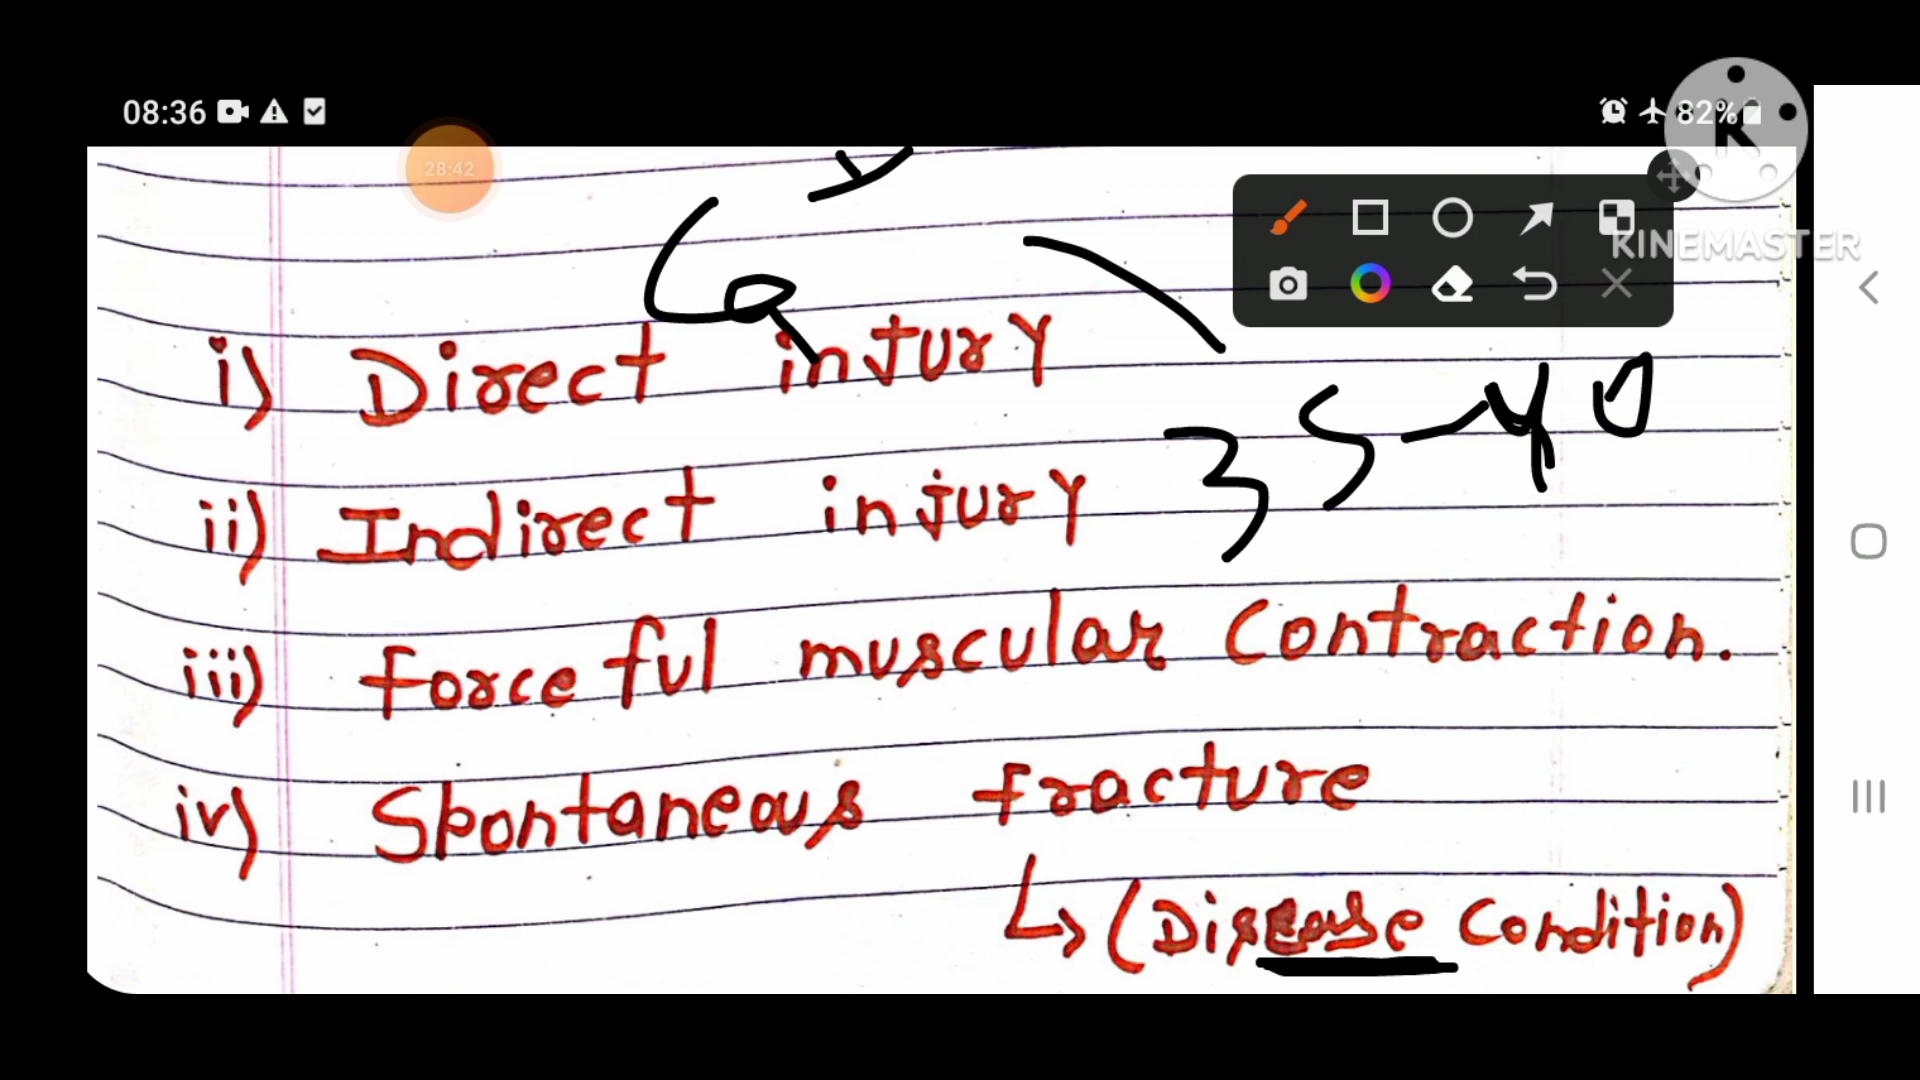 08:36
82%
28:42
K
KINEMASTER
Ca
i) Direct injury
35-40
ii) Indirect injury
iii) forceful muscular contraction.
iv) Spontaneous fracture
↳ (Disease Condition)